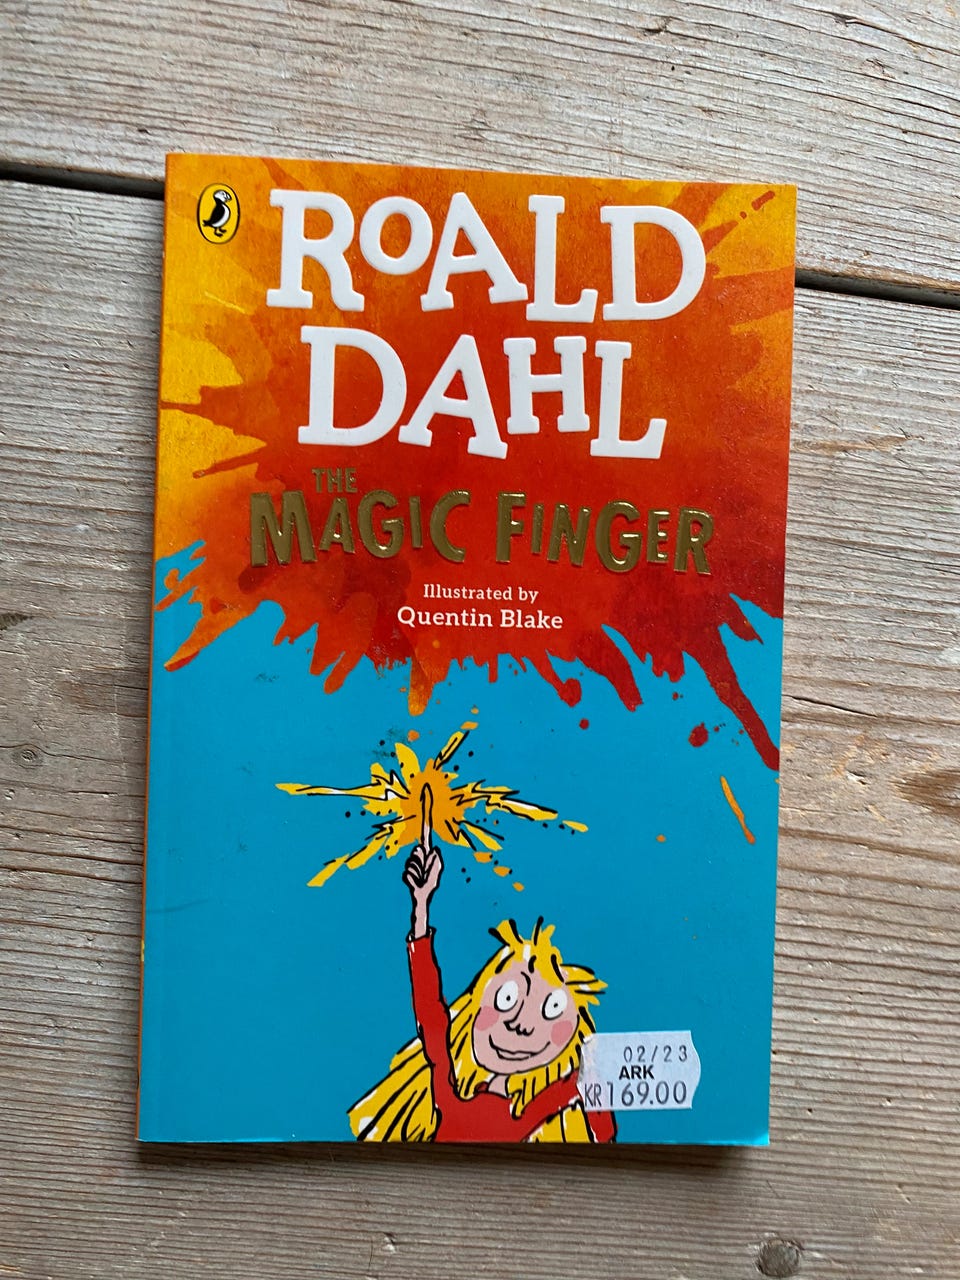 ROALD
DAHL
THE
MAGIC FINGER
Illustrated by
Quentin Blake
02/23
ARK
KR169.00